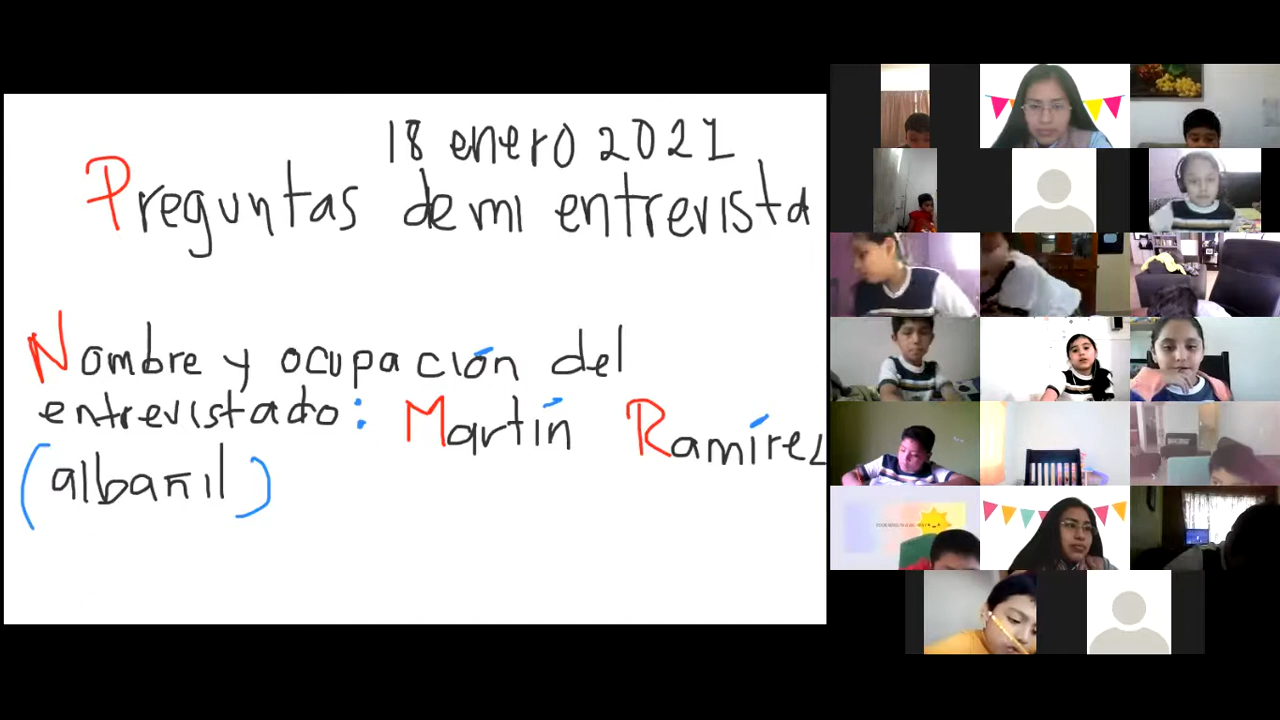 18 enero 2021
Preguntas de mi entrevista
Nombre y ocupación del
entrevistado: Martín Ramírez
(albañil)